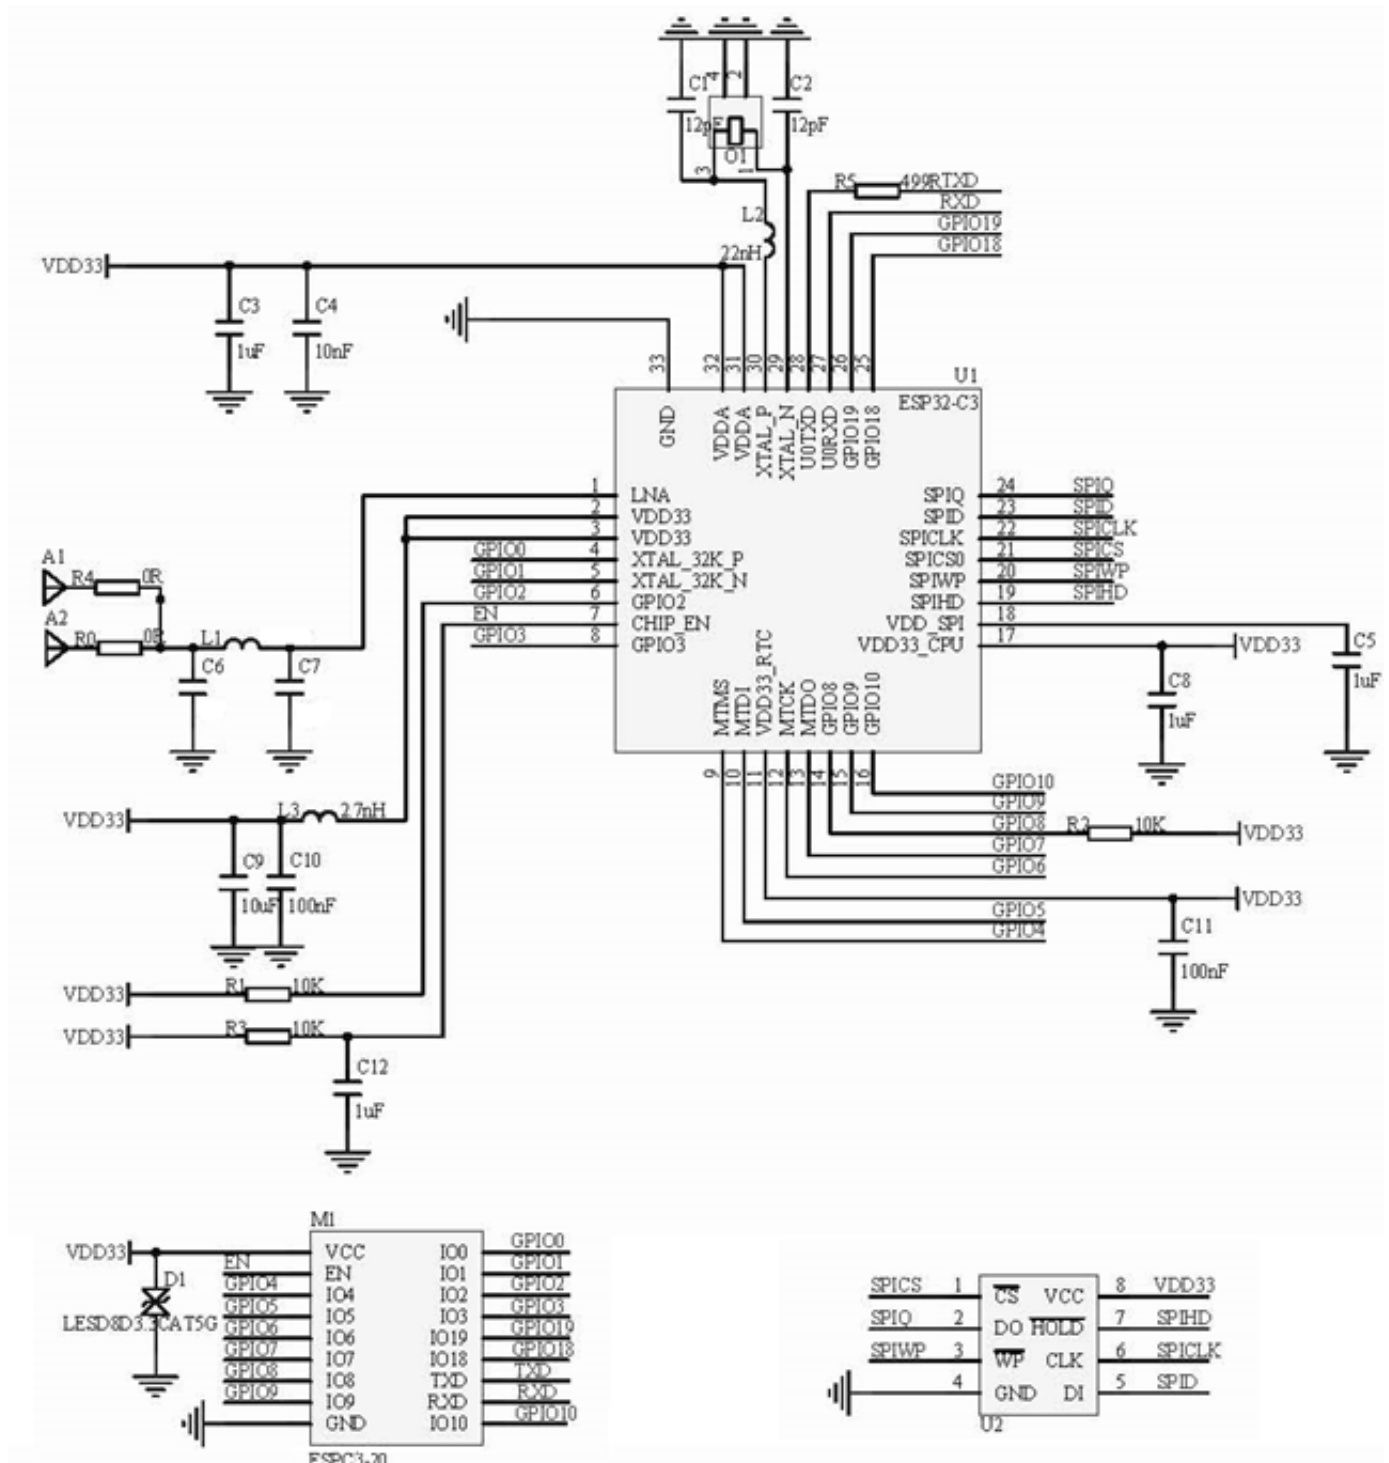 4 2
C1 C2
12pF 12pF
O1
3 1
R5 499R TXD
RXD
GPIO19
GPIO18
L2
22nH
VDD33
C3 C4
1uF 10nF
33 32 31 30 29 28 27 26 25
U1
ESP32-C3
GND VDDA VDDA XTAL_P XTAL_N U0TXD U0RXD GPIO19 GPIO18
1 LNA SPIQ 24 SPIQ
2 VDD33 SPID 23 SPID
3 VDD33 SPICLK 22 SPICLK
GPIO0 4 XTAL_32K_P SPICS0 21 SPICS
GPIO1 5 XTAL_32K_N SPIWP 20 SPIWP
GPIO2 6 GPIO2 SPIHD 19 SPIHD
EN 7 CHIP_EN VDD_SPI 18
GPIO3 8 GPIO3 VDD33_CPU 17 VDD33
A1 R4 0R
A2 R0 0R L1
C6 C7
C5
1uF
C8
1uF
MTMS MTDI VDD33_RTC MTCK MTDO GPIO8 GPIO9 GPIO10
9 10 11 12 13 14 15 16
GPIO10
GPIO9
GPIO8 R2 10K VDD33
GPIO7
GPIO6
VDD33
GPIO5
GPIO4
C11
100nF
VDD33 L3 2.7nH
C9 C10
10uF 100nF
VDD33 R1 10K
VDD33 R3 10K
C12
1uF
M1
VDD33 VCC IO0 GPIO0
EN EN IO1 GPIO1
GPIO4 IO4 IO2 GPIO2
GPIO5 IO5 IO3 GPIO3
GPIO6 IO6 IO19 GPIO19
GPIO7 IO7 IO18 GPIO18
GPIO8 IO8 TXD TXD
GPIO9 IO9 RXD RXD
GND IO10 GPIO10
ESPC3-20
D1
LESD8D3.3CAT5G
SPICS 1 CS VCC 8 VDD33
SPIQ 2 DO HOLD 7 SPIHD
SPIWP 3 WP CLK 6 SPICLK
4 GND DI 5 SPID
U2